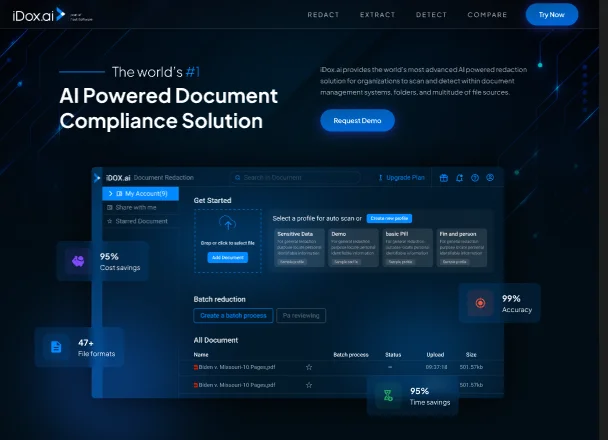 iDox.ai
REDACT
EXTRACT
DETECT
COMPARE
Try Now
The world's #1
AI Powered Document
Compliance Solution
iDox.ai provides the world's most advanced AI powered redaction
solution for organizations to scan and detect within document
management systems, folders, and multitude of file sources.
Request Demo
iDOX.ai Document Redaction
Search in Document
Upgrade Plan
My Account(9)
Share with me
Starred Document
Get Started
Drop or click to select file
Add Document
Select a profile for auto scan or
Create new profile
Sensitive Data
Demo
basic PII
Fin and person
95%
Cost savings
99%
Accuracy
47+
File formats
Batch reduction
Create a batch process
Pa reviewing
All Document
Name
Batch process
Status
Upload
Size
Biden v. Missouri-10 Pages.pdf
09:37:18
501.57kb
Biden v. Missouri-10 Pages.pdf
501.57kb
95%
Time savings